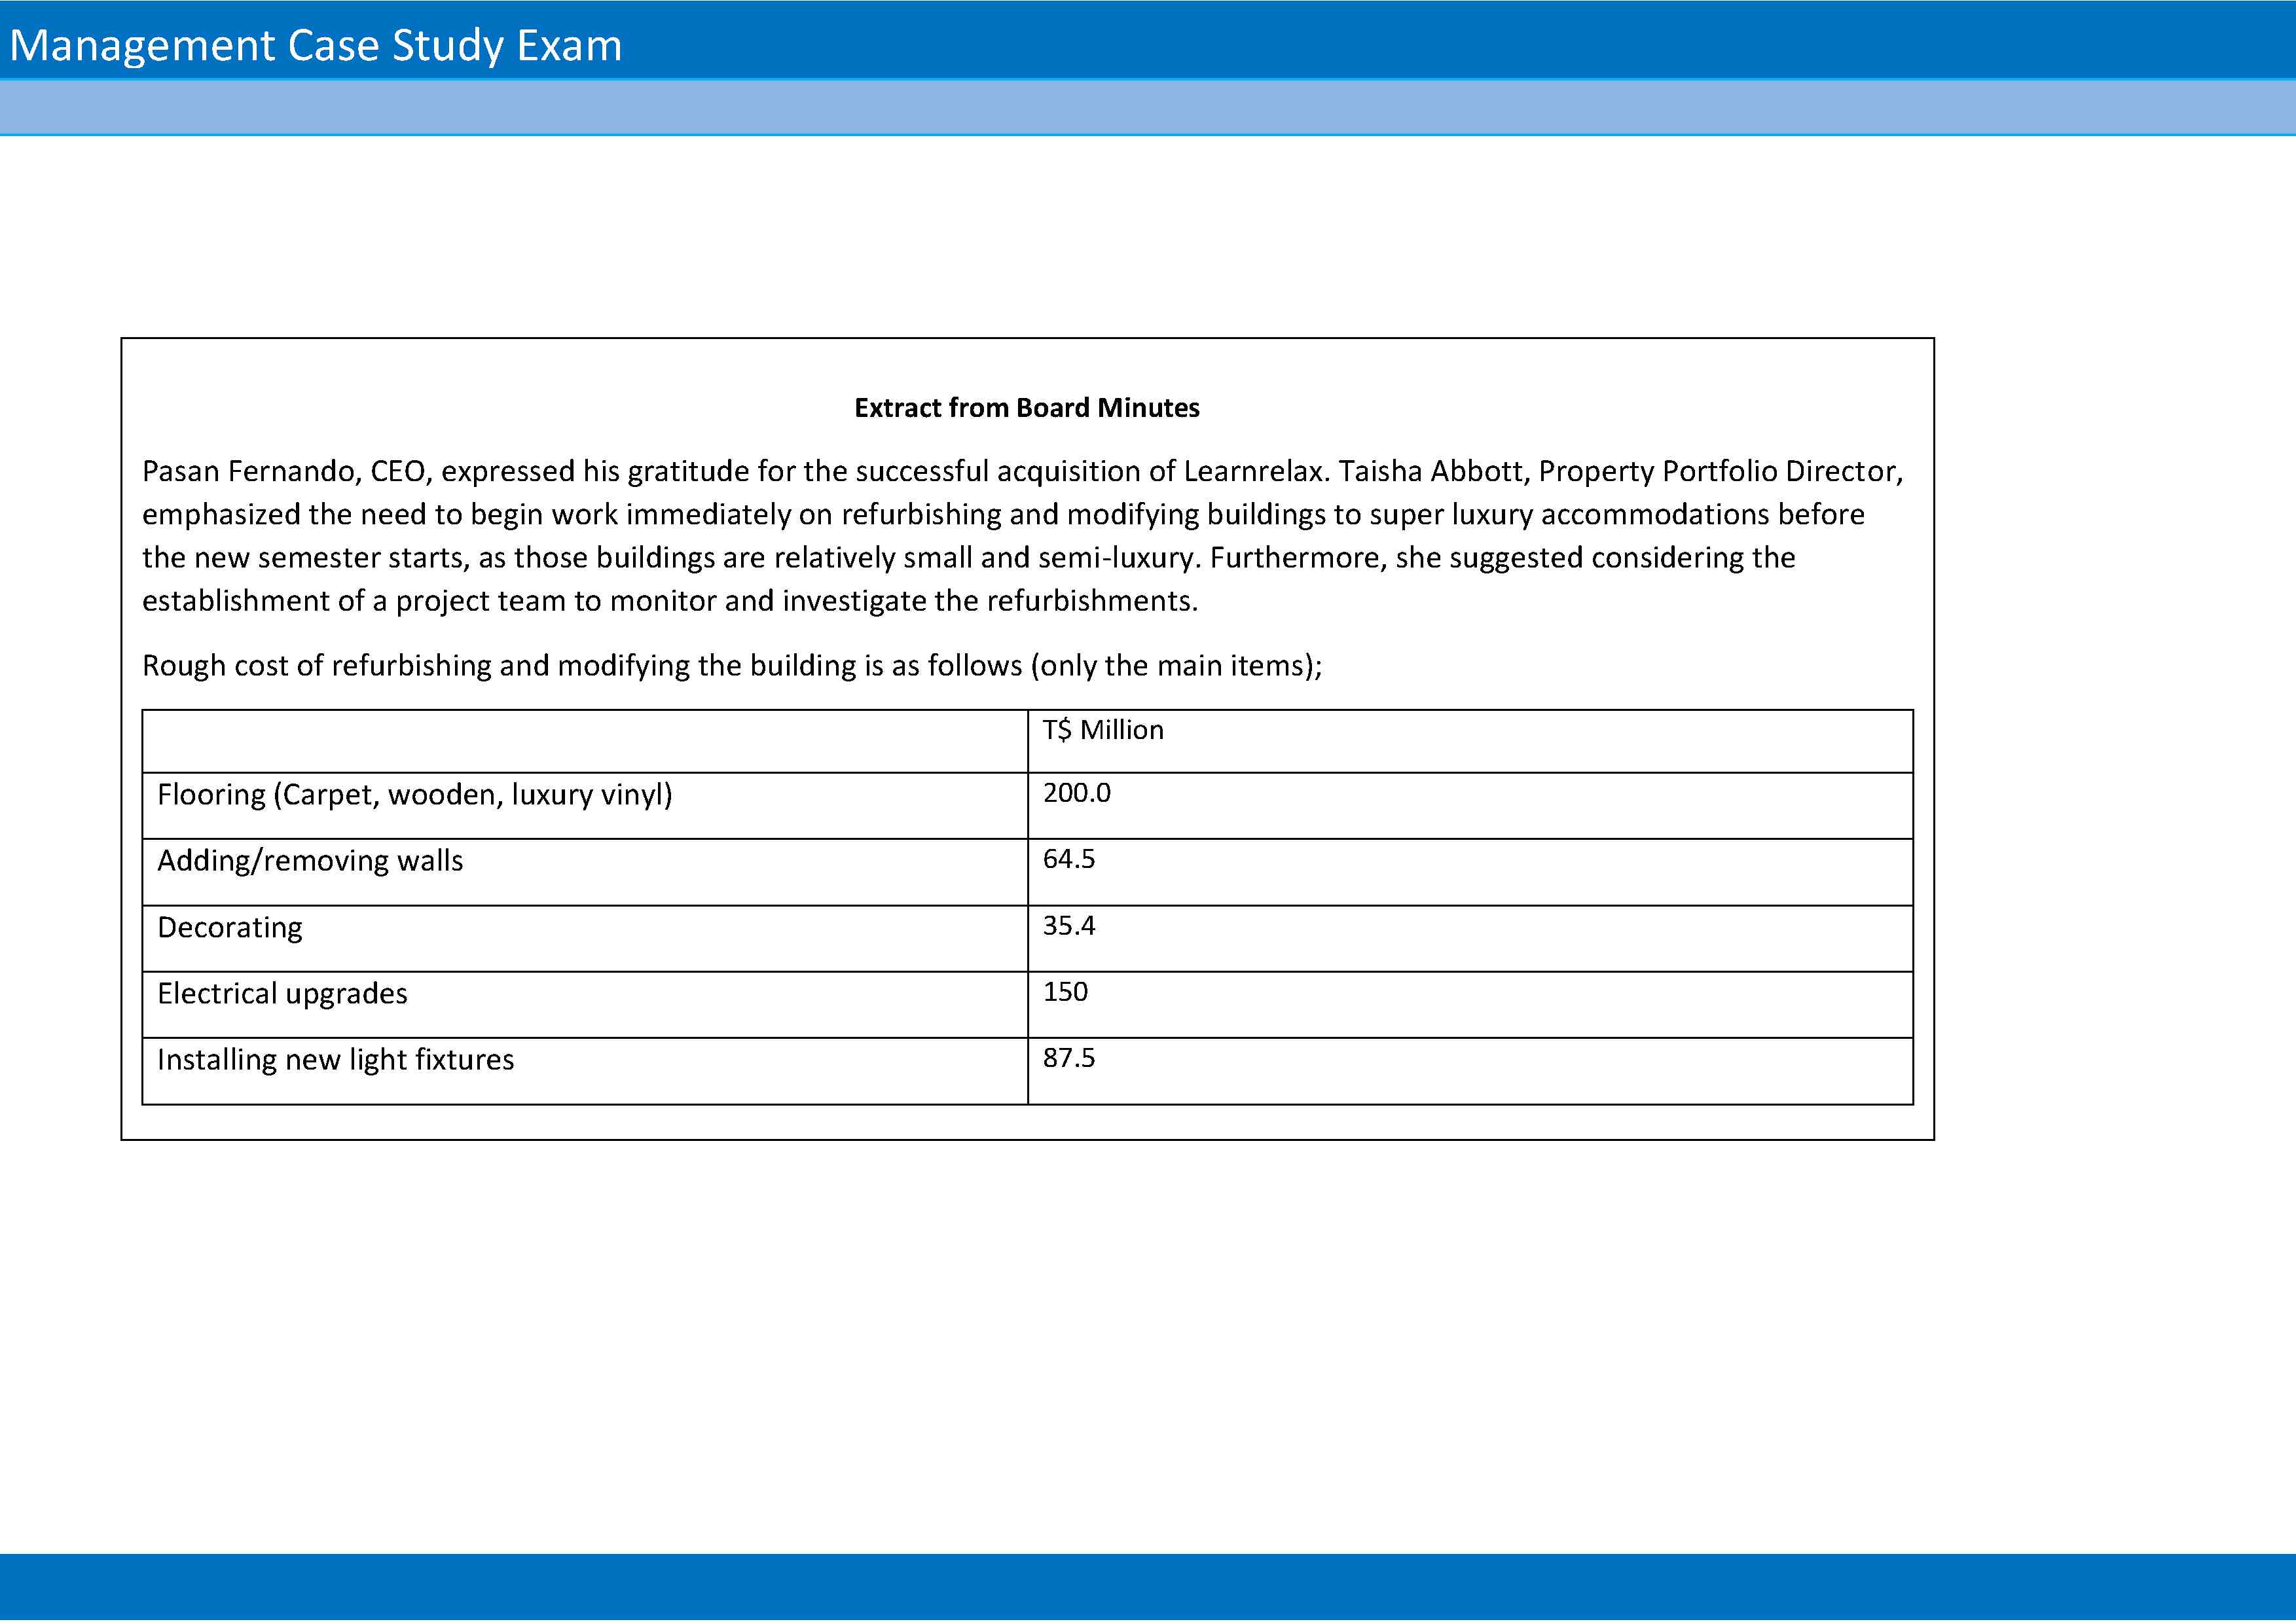 Management Case Study Exam
Extract from Board Minutes
Pasan Fernando, CEO, expressed his gratitude for the successful acquisition of Learnrelax. Taisha Abbott, Property Portfolio Director,
emphasized the need to begin work immediately on refurbishing and modifying buildings to super luxury accommodations before
the new semester starts, as those buildings are relatively small and semi-luxury. Furthermore, she suggested considering the
establishment of a project team to monitor and investigate the refurbishments.
Rough cost of refurbishing and modifying the building is as follows (only the main items);
T$ Million
Flooring (Carpet, wooden, luxury vinyl) 200.0
Adding/removing walls 64.5
Decorating 35.4
Electrical upgrades 150
Installing new light fixtures 87.5